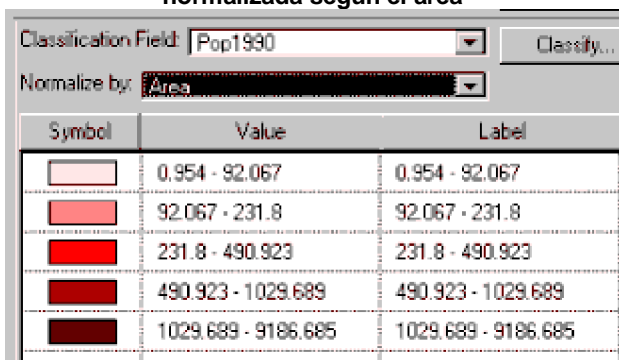 normalizada según el área
Classification Field: Pop1990 Classify...
Normalize by: Area
Symbol Value Label
0.954 - 92.067 0.954 - 92.067
92.067 - 231.8 92.067 - 231.8
231.8 - 490.923 231.8 - 490.923
490.923 - 1029.689 490.923 - 1029.689
1029.689 - 9186.685 1029.689 - 9186.685